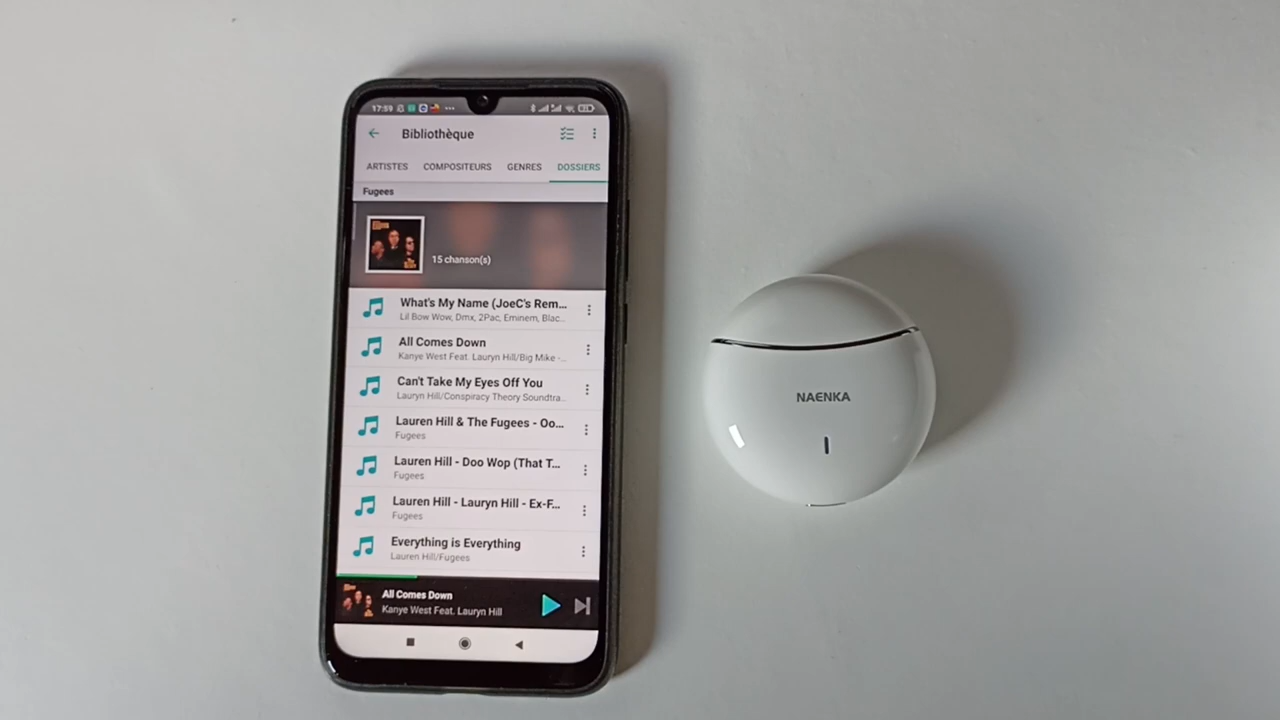 17:59
Bibliothèque
ARTISTES COMPOSITEURS GENRES DOSSIERS
Fugees
15 chanson(s)
What's My Name (JoeC's Rem...
Lil Bow Wow, Dmx, 2Pac, Eminem, Blac...
All Comes Down
Kanye West Feat. Lauryn Hill/Big Mike -...
Can't Take My Eyes Off You
Lauryn Hill/Conspiracy Theory Soundtra...
Lauren Hill & The Fugees - Oo...
Fugees
Lauren Hill - Doo Wop (That T...
Fugees
Lauren Hill - Lauryn Hill - Ex-F...
Fugees
Everything is Everything
Lauren Hill/Fugees
All Comes Down
Kanye West Feat. Lauryn Hill
NAENKA